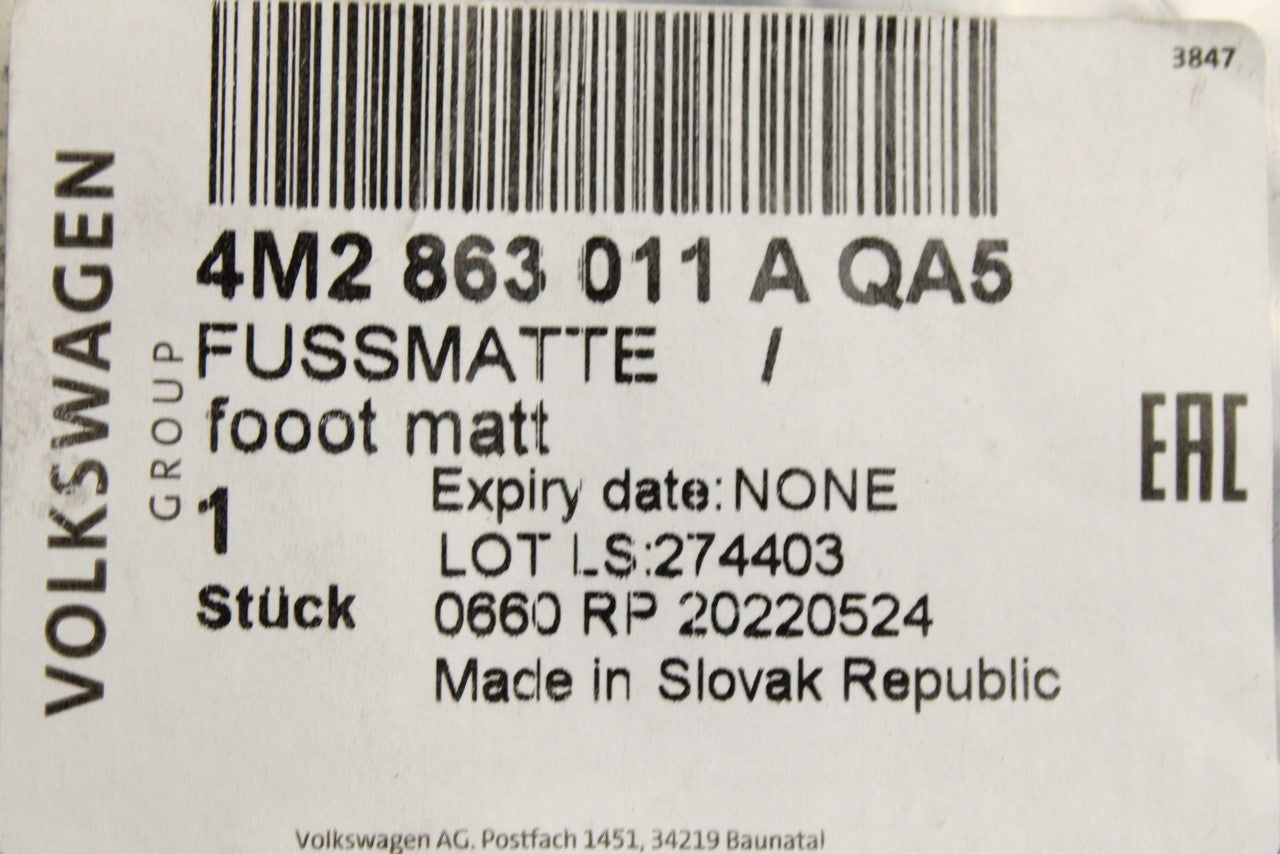 3847
VOLKSWAGEN
GROUP
4M2 863 011 A QA5
FUSSMATTE /
fooot matt
1
Stück
Expiry date: NONE
LOT LS:274403
0660 RP 20220524
Made in Slovak Republic
EAC
Volkswagen AG. Postfach 1451, 34219 Baunatal